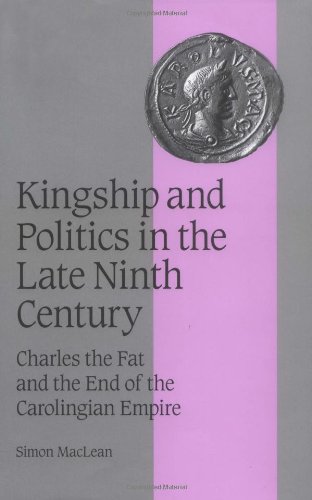 KAROLVSMAG
Kingship and
Politics in the
Late Ninth
Century
Charles the Fat
and the End of the
Carolingian Empire
Simon MacLean